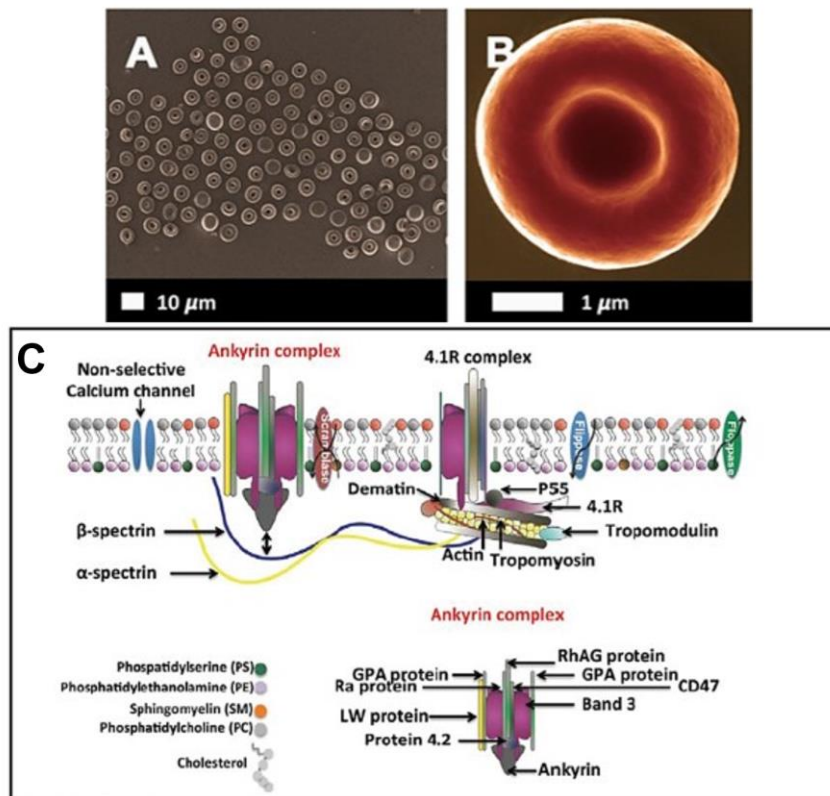 A
B
10 µm
1 µm
C
Ankyrin complex
4.1R complex
Non-selective
Calcium channel
Scramblase
Flippase
Floppase
Dematin
P55
4.1R
β-spectrin
Tropomodulin
Actin
Tropomyosin
α-spectrin
Ankyrin complex
RhAG protein
Phospatidylserine (PS)
GPA protein
GPA protein
Phosphatidylethanolamine (PE)
Ra protein
CD47
Sphingomyelin (SM)
LW protein
Band 3
Phosphatidylcholine (PC)
Protein 4.2
Cholesterol
Ankyrin